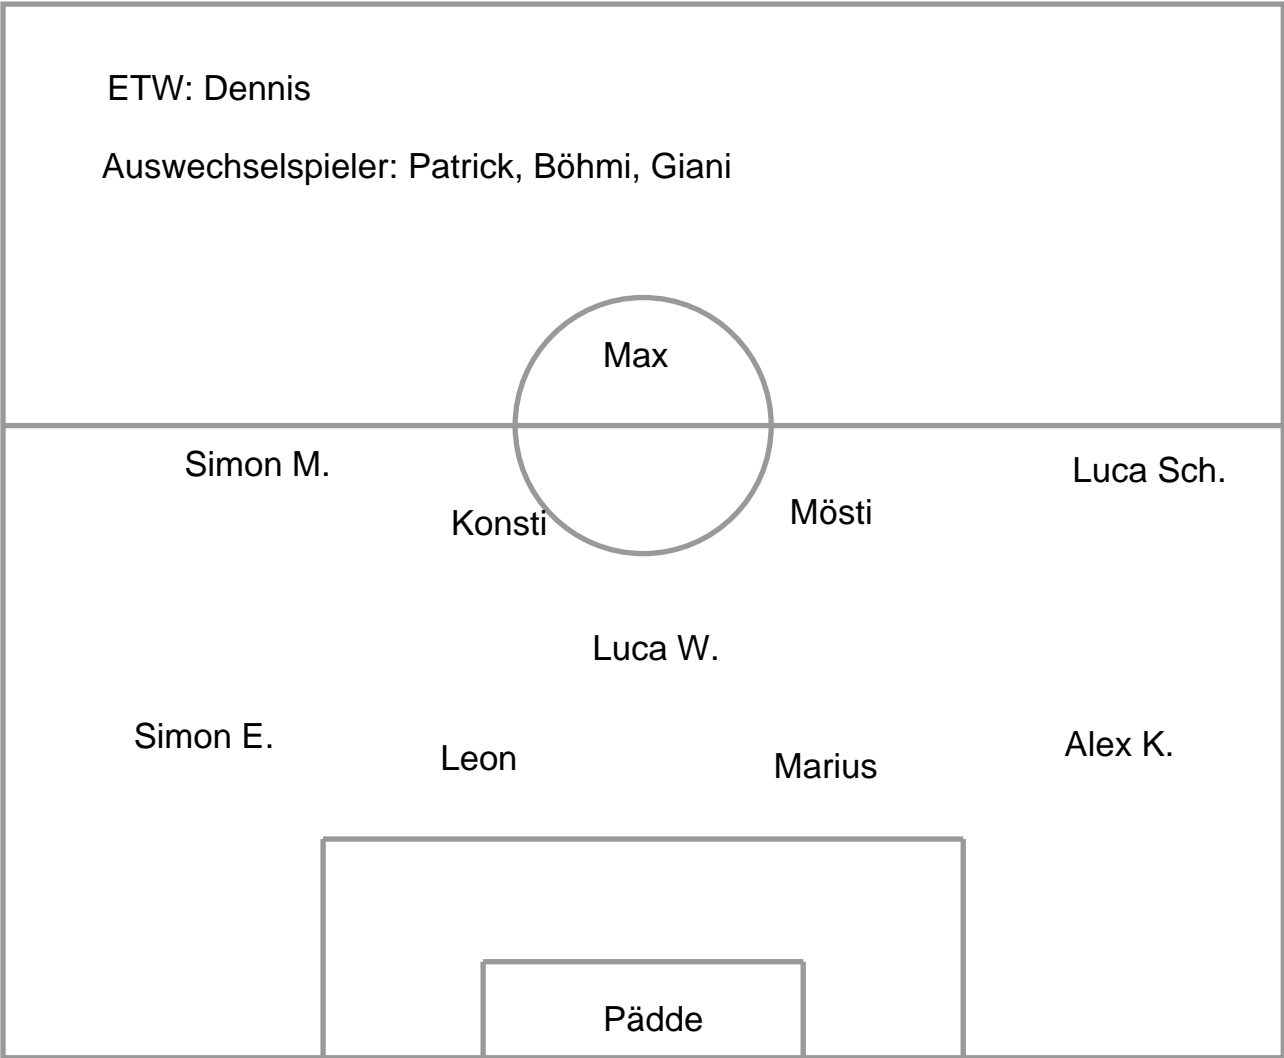 ETW: Dennis
Auswechselspieler: Patrick, Böhmi, Giani
Max
Simon M.
Luca Sch.
Konsti
Mösti
Luca W.
Simon E.
Leon
Marius
Alex K.
Pädde